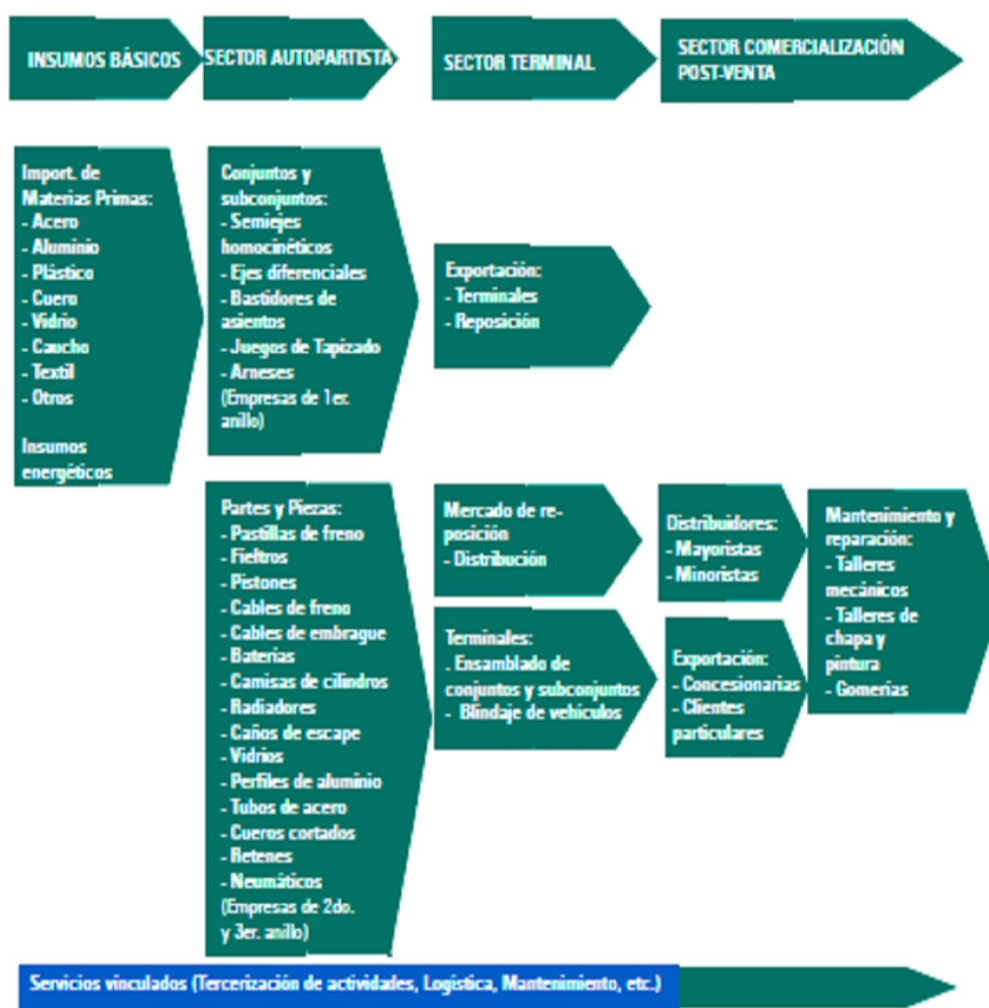 INSUMOS BÁSICOS
SECTOR AUTOPARTISTA
SECTOR TERMINAL
SECTOR COMERCIALIZACIÓN
POST-VENTA
Import. de
Materias Primas:
- Acero
- Aluminio
- Plástico
- Cuero
- Vidrio
- Caucho
- Textil
- Otros
Insumos
energéticos
Conjuntos y
subconjuntos:
- Semiejes
homocinéticos
- Ejes diferenciales
- Bastidores de
asientos
- Juegos de Tapizado
- Arneses
(Empresas de 1er.
anillo)
Exportación:
- Terminales
- Reposición
Partes y Piezas:
- Pastillas de freno
- Fieltros
- Pistones
- Cables de freno
- Cables de embrague
- Baterías
- Camisas de cilindros
- Radiadores
- Caños de escape
- Vidrios
- Perfiles de aluminio
- Tubos de acero
- Cueros cortados
- Retenes
- Neumáticos
(Empresas de 2do.
y 3er. anillo)
Mercado de re-
posición
- Distribución
Terminales:
. Ensamblado de
conjuntos y subconjuntos
- Blindaje de vehículos
Distribuidores:
- Mayoristas
- Minoristas
Exportación:
- Concesionarias
- Clientes
particulares
Mantenimiento y
reparación:
- Talleres
mecánicos
- Talleres de
chapa y
pintura
- Gomerías
Servicios vinculados (Tercerización de actividades, Logística, Mantenimiento, etc.)